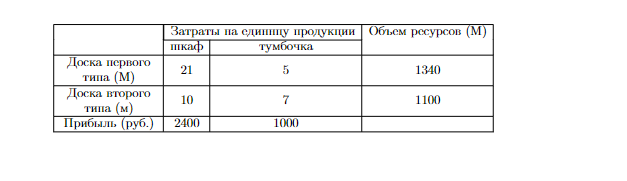 Затраты на единицу продукции Объем ресурсов (М)
шкаф тумбочка
Доска первого
типа (М) 21 5 1340
Доска второго
типа (м) 10 7 1100
Прибыль (руб.) 2400 1000